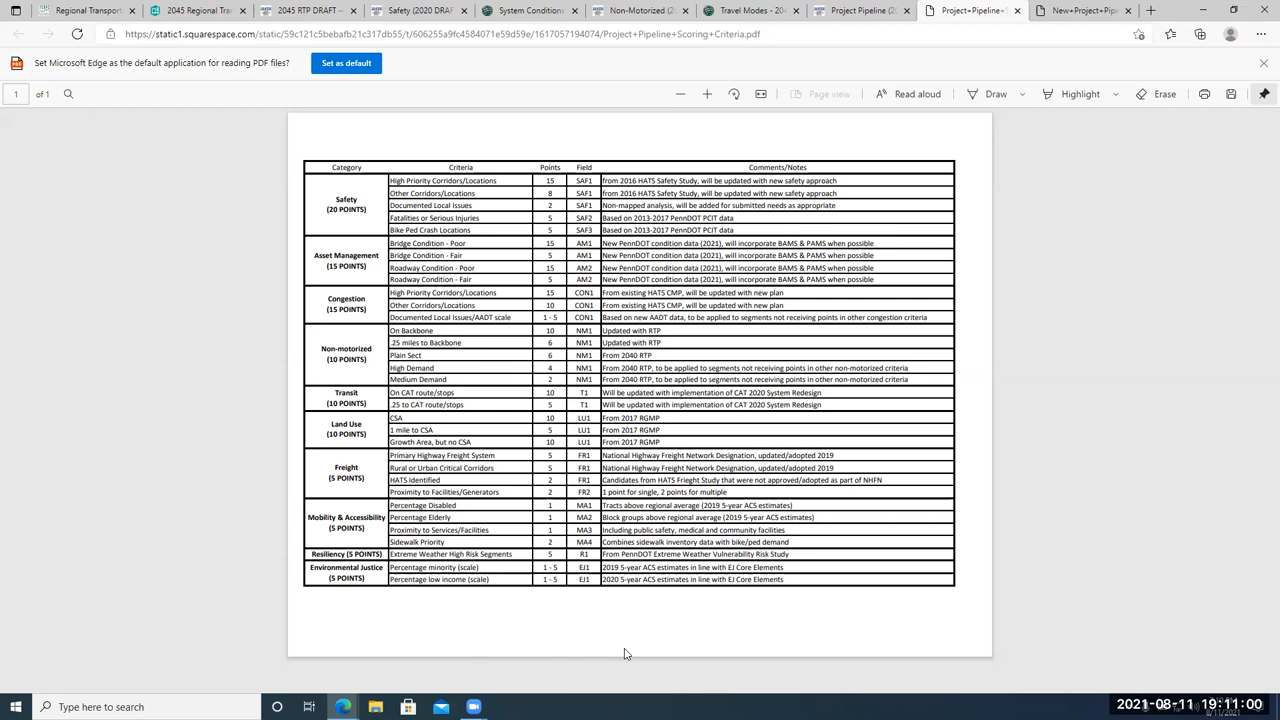 Regional Transport
2045 Regional Tra
2045 RTP DRAFT –
Safety (2020 DRAF
System Condition
Non-Motorized (20
Travel Modes - 204
Project Pipeline (20
Project+Pipeline+S
New+Project+Pipe
https://static1.squarespace.com/static/59c121c5bebafb21c317db55/t/606255a9fc4584071e59d59e/1617057194074/Project+Pipeline+Scoring+Criteria.pdf
Set Microsoft Edge as the default application for reading PDF files? Set as default
1 of 1 Page view Read aloud Draw Highlight Erase
Category Criteria Points Field Comments/Notes
Safety (20 POINTS)
High Priority Corridors/Locations 15 SAF1 from 2016 HATS Safety Study, will be updated with new safety approach
Other Corridors/Locations 8 SAF1 from 2016 HATS Safety Study, will be updated with new safety approach
Documented Local Issues 2 SAF1 Non-mapped analysis, will be added for submitted needs as appropriate
Fatalities or Serious Injuries 5 SAF2 Based on 2013-2017 PennDOT PCIT data
Bike Ped Crash Locations 5 SAF3 Based on 2013-2017 PennDOT PCIT data
Asset Management (15 POINTS)
Bridge Condition - Poor 15 AM1 New PennDOT condition data (2021), will incorporate BAMS & PAMS when possible
Bridge Condition - Fair 5 AM1 New PennDOT condition data (2021), will incorporate BAMS & PAMS when possible
Roadway Condition - Poor 15 AM2 New PennDOT condition data (2021), will incorporate BAMS & PAMS when possible
Roadway Condition - Fair 5 AM2 New PennDOT condition data (2021), will incorporate BAMS & PAMS when possible
Congestion (15 POINTS)
High Priority Corridors/Locations 15 CON1 From existing HATS CMP, will be updated with new plan
Other Corridors/Locations 10 CON1 From existing HATS CMP, will be updated with new plan
Documented Local Issues/AADT scale 1 - 5 CON1 Based on new AADT data, to be applied to segments not receiving points in other congestion criteria
Non-motorized (10 POINTS)
On Backbone 10 NM1 Updated with RTP
.25 miles to Backbone 6 NM1 Updated with RTP
Plain Sect 6 NM1 From 2040 RTP
High Demand 4 NM1 From 2040 RTP, to be applied to segments not receiving points in other non-motorized criteria
Medium Demand 2 NM1 From 2040 RTP, to be applied to segments not receiving points in other non-motorized criteria
Transit (10 POINTS)
On CAT route/stops 10 T1 Will be updated with implementation of CAT 2020 System Redesign
.25 to CAT route/stops 5 T1 Will be updated with implementation of CAT 2020 System Redesign
Land Use (10 POINTS)
CSA 10 LU1 From 2017 RGMP
1 mile to CSA 5 LU1 From 2017 RGMP
Growth Area, but no CSA 10 LU1 From 2017 RGMP
Freight (5 POINTS)
Primary Highway Freight System 5 FR1 National Highway Freight Network Designation, updated/adopted 2019
Rural or Urban Critical Corridors 5 FR1 National Highway Freight Network Designation, updated/adopted 2019
HATS Identified 2 FR1 Candidates from HATS Frieght Study that were not approved/adopted as part of NHFN
Proximity to Facilities/Generators 2 FR2 1 point for single, 2 points for multiple
Mobility & Accessibility (5 POINTS)
Percentage Disabled 1 MA1 Tracts above regional average (2019 5-year ACS estimates)
Percentage Elderly 1 MA2 Block groups above regional average (2019 5-year ACS estimates)
Proximity to Services/Facilities 1 MA3 Including public safety, medical and community facilities
Sidewalk Priority 2 MA4 Combines sidewalk inventory data with bike/ped demand
Resiliency (5 POINTS) Extreme Weather High Risk Segments 5 R1 From PennDOT Extreme Weather Vulnerability Risk Study
Environmental Justice (5 POINTS)
Percentage minority (scale) 1 - 5 EJ1 2019 5-year ACS estimates in line with EJ Core Elements
Percentage low income (scale) 1 - 5 EJ1 2020 5-year ACS estimates in line with EJ Core Elements
Type here to search
2021-08-11 19:11:00